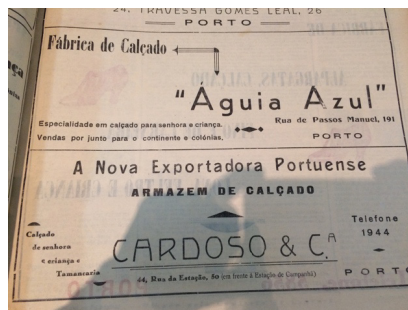 24, TRAVESSA GOMES LEAL, 26
PORTO
Fábrica de Calçado
"Águia Azul"
Especialidade em calçado para senhora e criança.
Vendas por junto para o continente e colónias.
Rua de Passos Manuel, 191
PORTO
A Nova Exportadora Portuense
ARMAZEM DE CALÇADO
Calçado
de senhora
e criança e
Tamancaria
CARDOSO & C.ª
Telefone
1944
44, Rua da Estação, 80 (em frente à Estação de Campanhã)
PORT